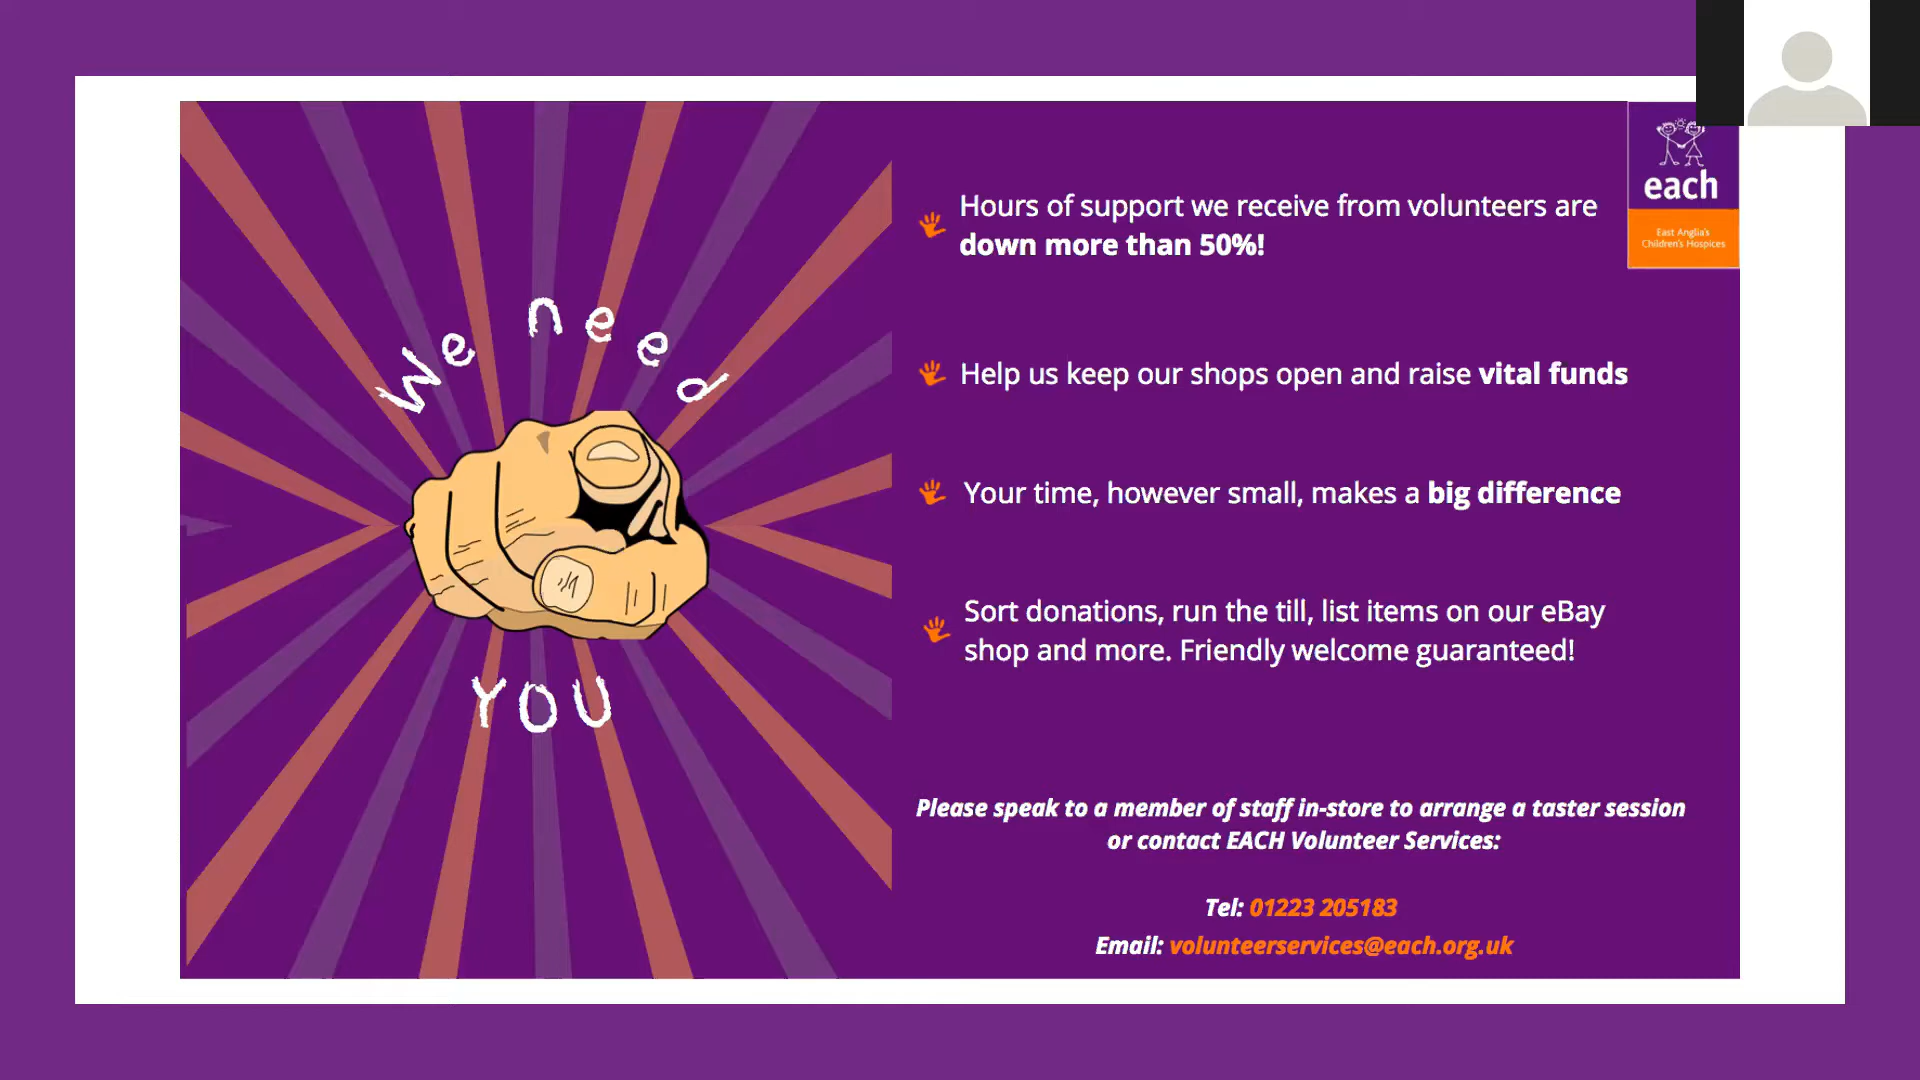 We need
YOU
Hours of support we receive from volunteers are
down more than 50%!
Help us keep our shops open and raise vital funds
Your time, however small, makes a big difference
Sort donations, run the till, list items on our eBay
shop and more. Friendly welcome guaranteed!
Please speak to a member of staff in-store to arrange a taster session
or contact EACH Volunteer Services:
Tel: 01223 205183
Email: volunteerservices@each.org.uk
each
East Anglia's
Children's Hospices